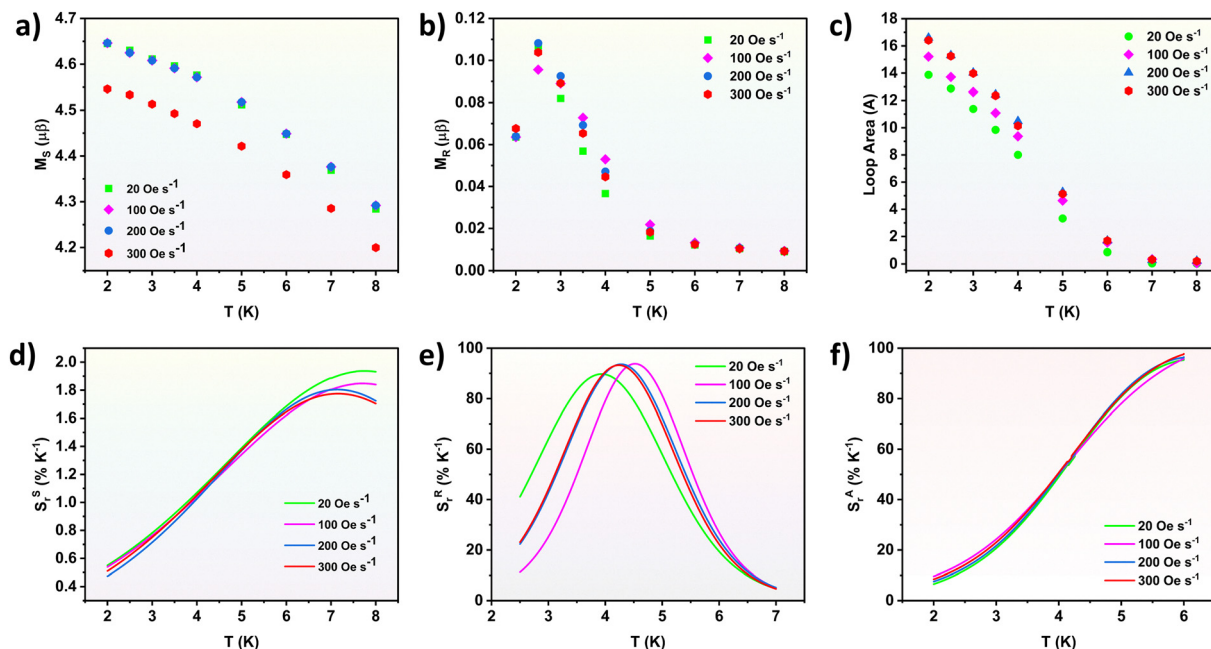 a)
4.7
4.6
4.5
4.4
4.3
4.2
M_S (μβ)
20 Oe s⁻¹
100 Oe s⁻¹
200 Oe s⁻¹
300 Oe s⁻¹
2 3 4 5 6 7 8
T (K)
b)
0.12
0.10
0.08
0.06
0.04
0.02
0.00
M_R (μβ)
20 Oe s⁻¹
100 Oe s⁻¹
200 Oe s⁻¹
300 Oe s⁻¹
2 3 4 5 6 7 8
T (K)
c)
18
16
14
12
10
8
6
4
2
0
Loop Area (A)
20 Oe s⁻¹
100 Oe s⁻¹
200 Oe s⁻¹
300 Oe s⁻¹
2 3 4 5 6 7 8
T (K)
d)
2.0
1.8
1.6
1.4
1.2
1.0
0.8
0.6
0.4
S_r^S (% K⁻¹)
20 Oe s⁻¹
100 Oe s⁻¹
200 Oe s⁻¹
300 Oe s⁻¹
2 3 4 5 6 7 8
T (K)
e)
100
80
60
40
20
0
S_r^R (% K⁻¹)
20 Oe s⁻¹
100 Oe s⁻¹
200 Oe s⁻¹
300 Oe s⁻¹
2 3 4 5 6 7
T (K)
f)
100
80
60
40
20
0
S_r^A (% K⁻¹)
20 Oe s⁻¹
100 Oe s⁻¹
200 Oe s⁻¹
300 Oe s⁻¹
2 3 4 5 6
T (K)